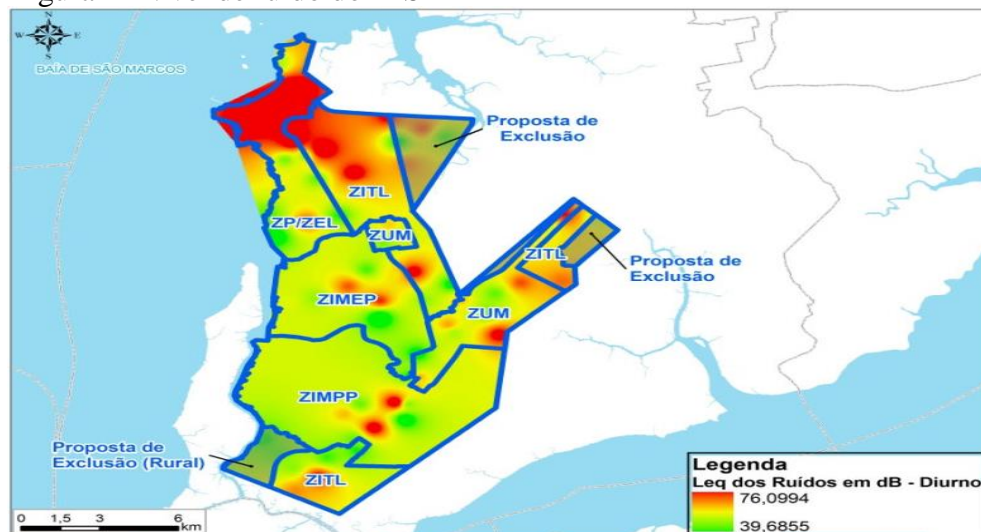 N
W E
S
BAÍA DE SÃO MARCOS
Proposta de
Exclusão
ZITL
ZP/ZEL
ZUM
ZITL
Proposta de
Exclusão
ZIMEP
ZUM
ZIMPP
Proposta de
Exclusão (Rural)
ZITL
Legenda
Leq dos Ruídos em dB - Diurno
76,0994
39,6855
0 1,5 3 6
km